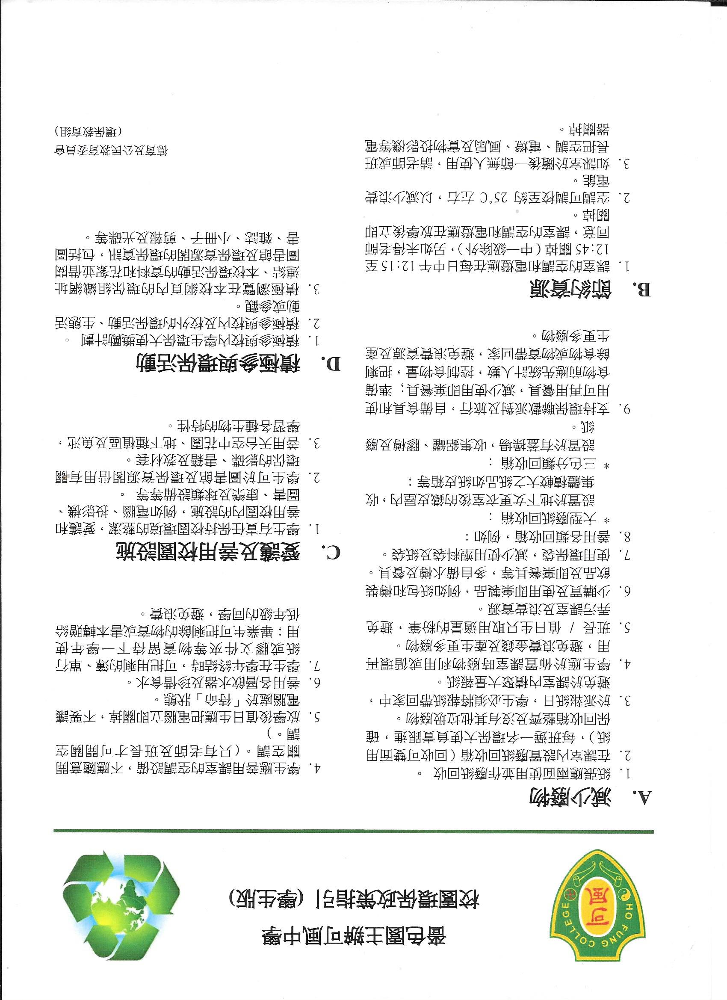 嗇色園主辦可風中學
校園環保政策指引 (學生版)
HO FUNG COLLEGE
可風
A. 減少廢物
1. 紙張應兩面使用並作廢紙回收 。
2. 在課室內設置廢紙回收箱（回收可雙面用
紙），每班選一名環保大使負責跟進，確
保回收箱整齊及沒有其他垃圾廢物。
3. 於派報紙日，學生必須將報紙帶回家中，
避免於課室內積聚大量報紙。
4. 學生應於佈置課室時廢物利用或循環再
用，避免浪費金錢及產生更多廢物。
5. 班長 / 值日生只取用適量的粉筆，避免
弄污課室及浪費資源。
6. 少購買及使用即棄製品，例如紙包和樽裝
飲品及即棄餐具等，多自備水樽及餐具。
7. 使用環保袋，減少使用塑料袋及紙袋。
8. 善用各類回收箱，例如：
* 大型廢紙回收箱 ：
設置於地下女更衣室後的鐵皮屋內，收
集體積較大之紙品如紙皮箱等；
* 三色分類回收箱 ：
設置於有蓋操場，收集鋁罐、膠樽及廢
紙。
9. 支持環保聯歡派對及旅行，自備食具和使
用可再用餐具，減少使用即棄餐具；準備
食物前應先統計人數，控制食物量，把剩
餘食物或物資帶回家，避免浪費資源及產
生更多廢物。
B. 節約資源
1. 課室的空調和電燈應在每日中午 12:15 至
12:45 關掉（中一級除外），另如未得老師
同意，課室的空調和電燈應在放學後立即
關掉。
2. 空調可調校至約 25°C 左右，以減少浪費
電能。
3. 如課室於隨後一節無人使用，請老師或班
長把空調、電燈、風扇及實物投影機等電
器關掉。
4. 學生應善用課室的空調設備，不應隨意開
關空調。（只有老師及班長才可開關空
調。）
5. 放學後值日生應把電腦立即關掉，不要讓
電腦處於「待命」狀態。
6. 善用各層飲水器及珍惜食水。
7. 學生在學年終結時，可把用剩的簿、單行
紙或膠文件夾等物資留待下一學年使
用；畢業生可把剩餘的物資或書本轉贈給
低年級的同學，避免浪費。
C. 愛護及善用校園設施
1. 學生有責任保持校園環境的整潔，愛護和
善用校園內的設施，例如電腦、投影機、
圖書、康樂及球類設備等等 。
2. 學生可於圖書館及環保資源閣借用有關
環保的影碟、書籍及教材套。
3. 善用天台空中花園、地下種植區及魚池，
學習各種生物的特性。
D. 積極參與環保活動
1. 積極參與校內學生環保大使獎勵計劃 。
2. 積極參與校內及校外的環保活動、生態活
動或參觀。
3. 積極瀏覽在本校網頁內的環保組織網址
連結、本校環保活動的資料和花絮並借閱
圖書館及環保資源閣的環保資訊，包括圖
書、雜誌、小冊子、剪報及光碟等。
德育及公民教育委員會
(環保教育組)